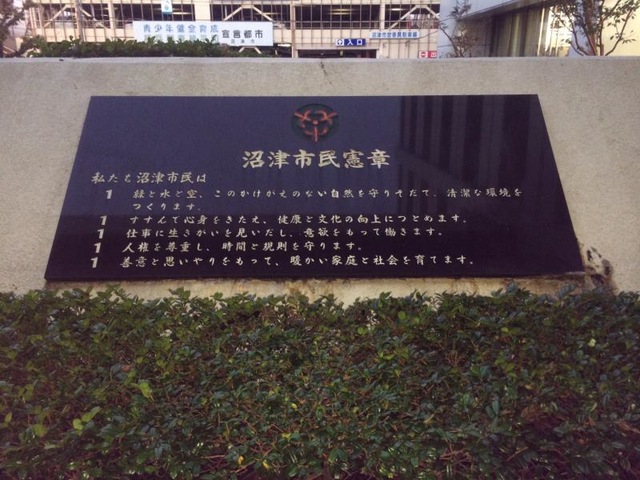 青少年健全育成
宣言都市
沼津市
入口
沼津市民憲章
私たち沼津市民は
1 緑と水と空、このかけがえのない自然を守りそだて、清潔な環境を
つくります。
1 すすんで心身をきたえ、健康と文化の向上につとめます。
1 仕事に生きがいを見いだし、意欲をもって働きます。
1 人権を尊重し、時間と規則を守ります。
1 善意と思いやりをもって、暖かい家庭と社会を育てます。